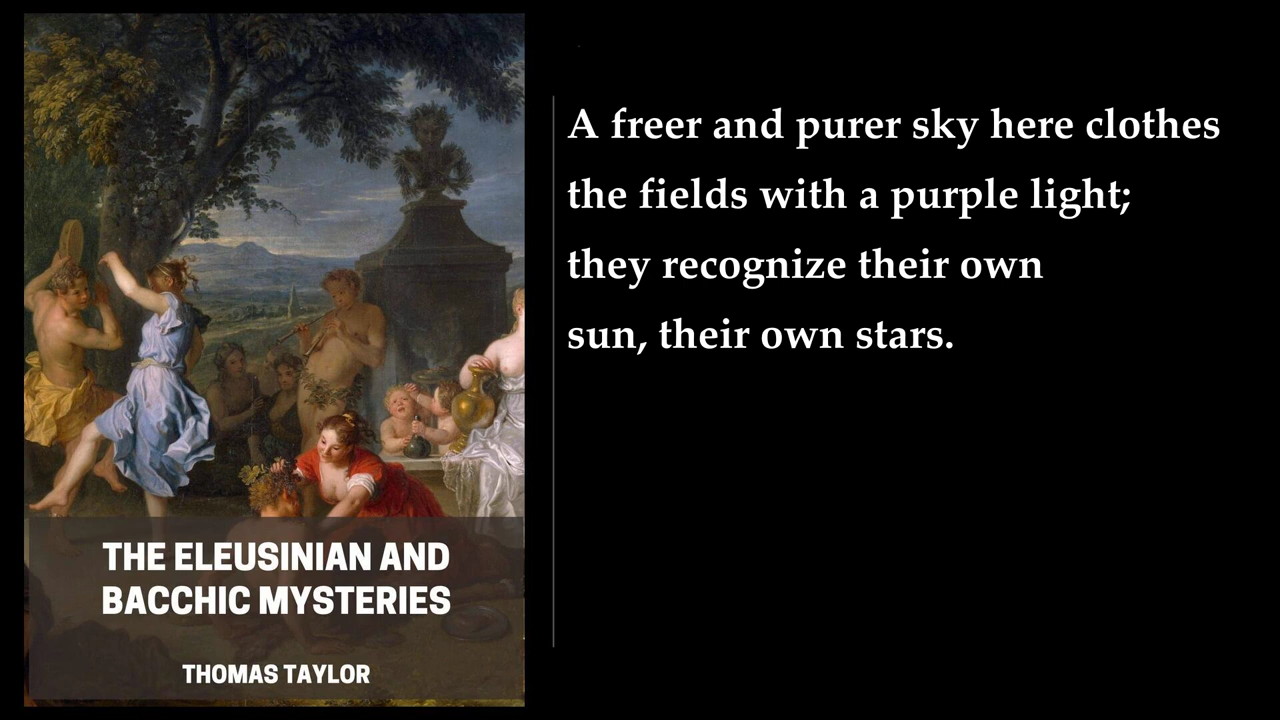 A freer and purer sky here clothes
the fields with a purple light;
they recognize their own
sun, their own stars.
THE ELEUSINIAN AND
BACCHIC MYSTERIES
THOMAS TAYLOR